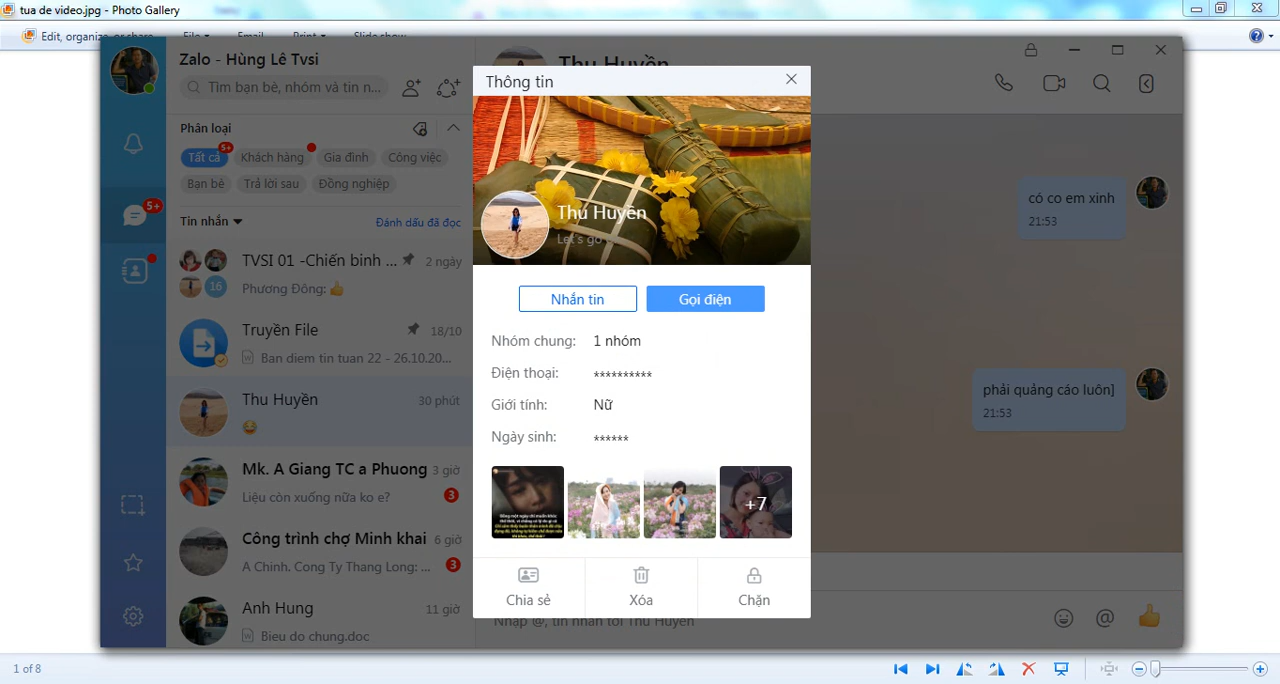 tua de video.jpg - Photo Gallery
Edit, organize or share
File
Email
Print
Slide show
Zalo - Hùng Lê Tvsi
Tìm bạn bè, nhóm và tin n...
Phân loại
Tất cả
5+
Khách hàng
Gia đình
Công việc
Bạn bè
Trả lời sau
Đồng nghiệp
5+
Tin nhắn
Đánh dấu đã đọc
TVSI 01 -Chiến binh ...
2 ngày
16
Phương Đông: 👍
Truyền File
18/10
Ban diem tin tuan 22 - 26.10.20...
Thu Huyền
30 phút
😂
Mk. A Giang TC a Phuong
3 giờ
Liệu còn xuống nữa ko e?
3
Công trình chợ Minh khai
6 giờ
A Chinh. Cong Ty Thang Long: ...
3
Anh Hung
11 giờ
Bieu do chung.doc
Thu Huyền
Thông tin
Thu Huyền
Let's go
Nhắn tin
Gọi điện
Nhóm chung:
1 nhóm
Điện thoại:
**********
Giới tính:
Nữ
Ngày sinh:
******
+7
Chia sẻ
Xóa
Chặn
có co em xinh
21:53
phải quảng cáo luôn]
21:53
Nhập @, tin nhắn tới Thu Huyền
@
1 of 8